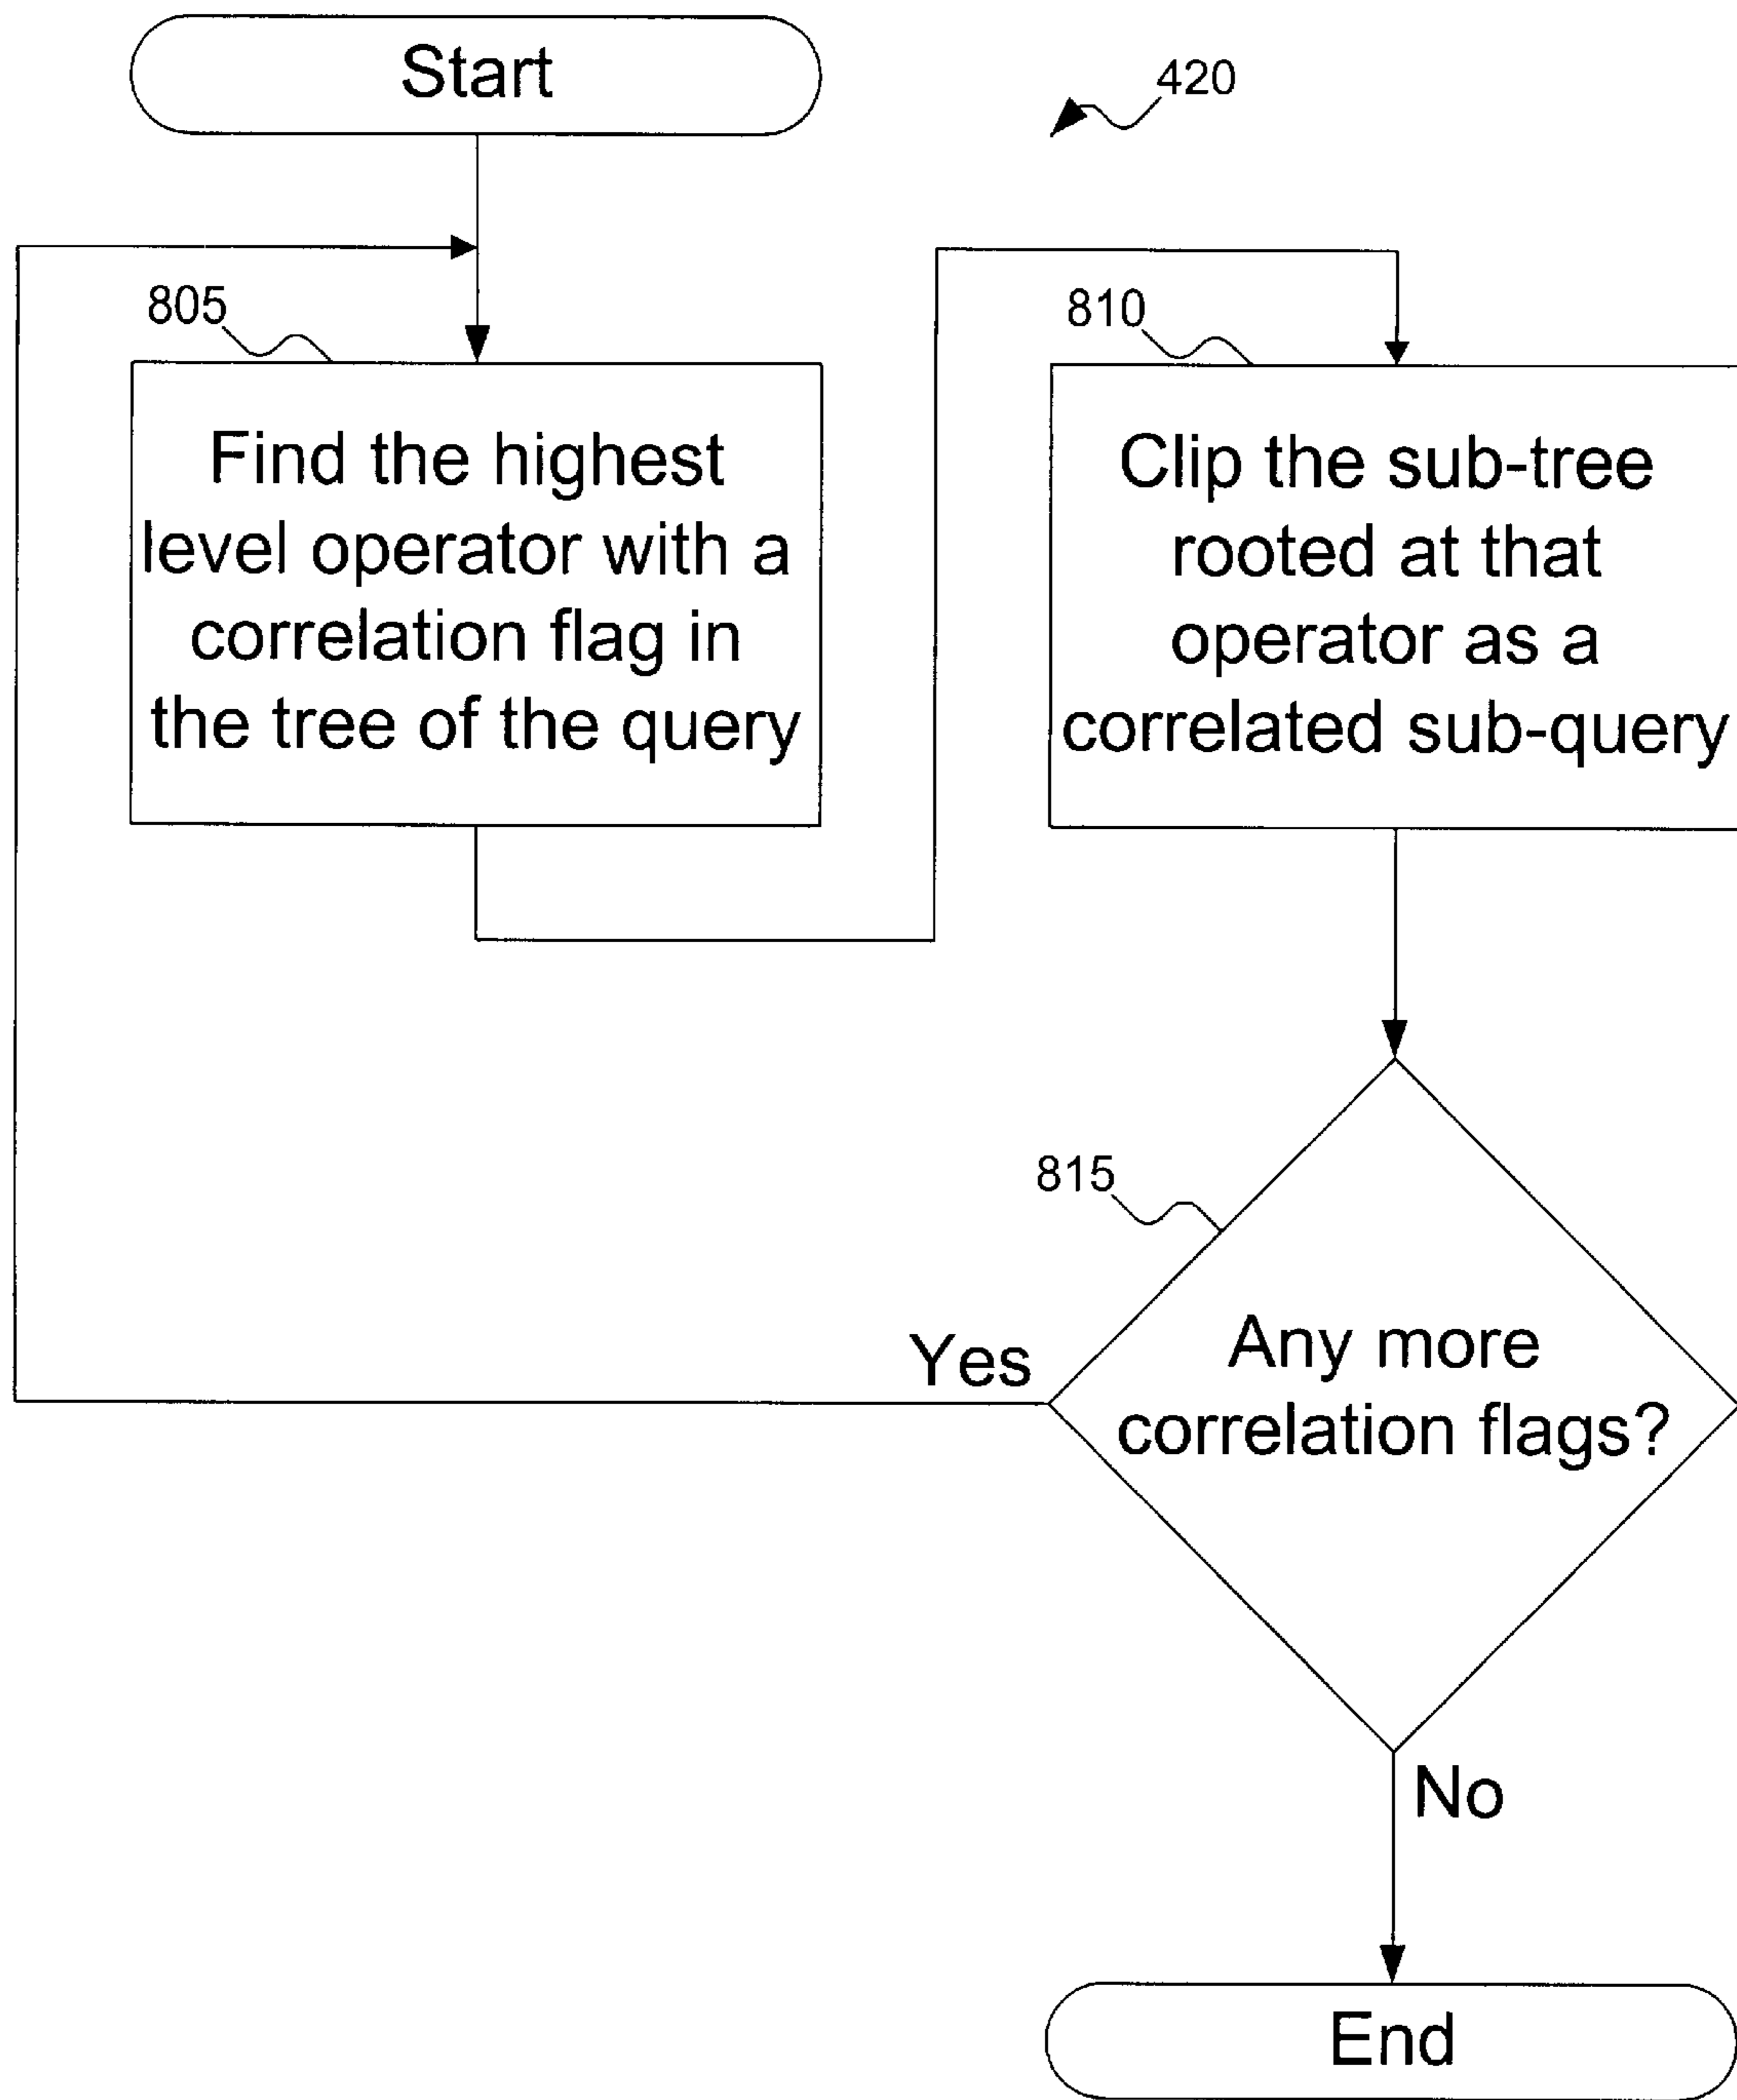 Start
420
805
Find the highest
level operator with a
correlation flag in
the tree of the query
810
Clip the sub-tree
rooted at that
operator as a
correlated sub-query
815
Any more
correlation flags?
Yes
No
End